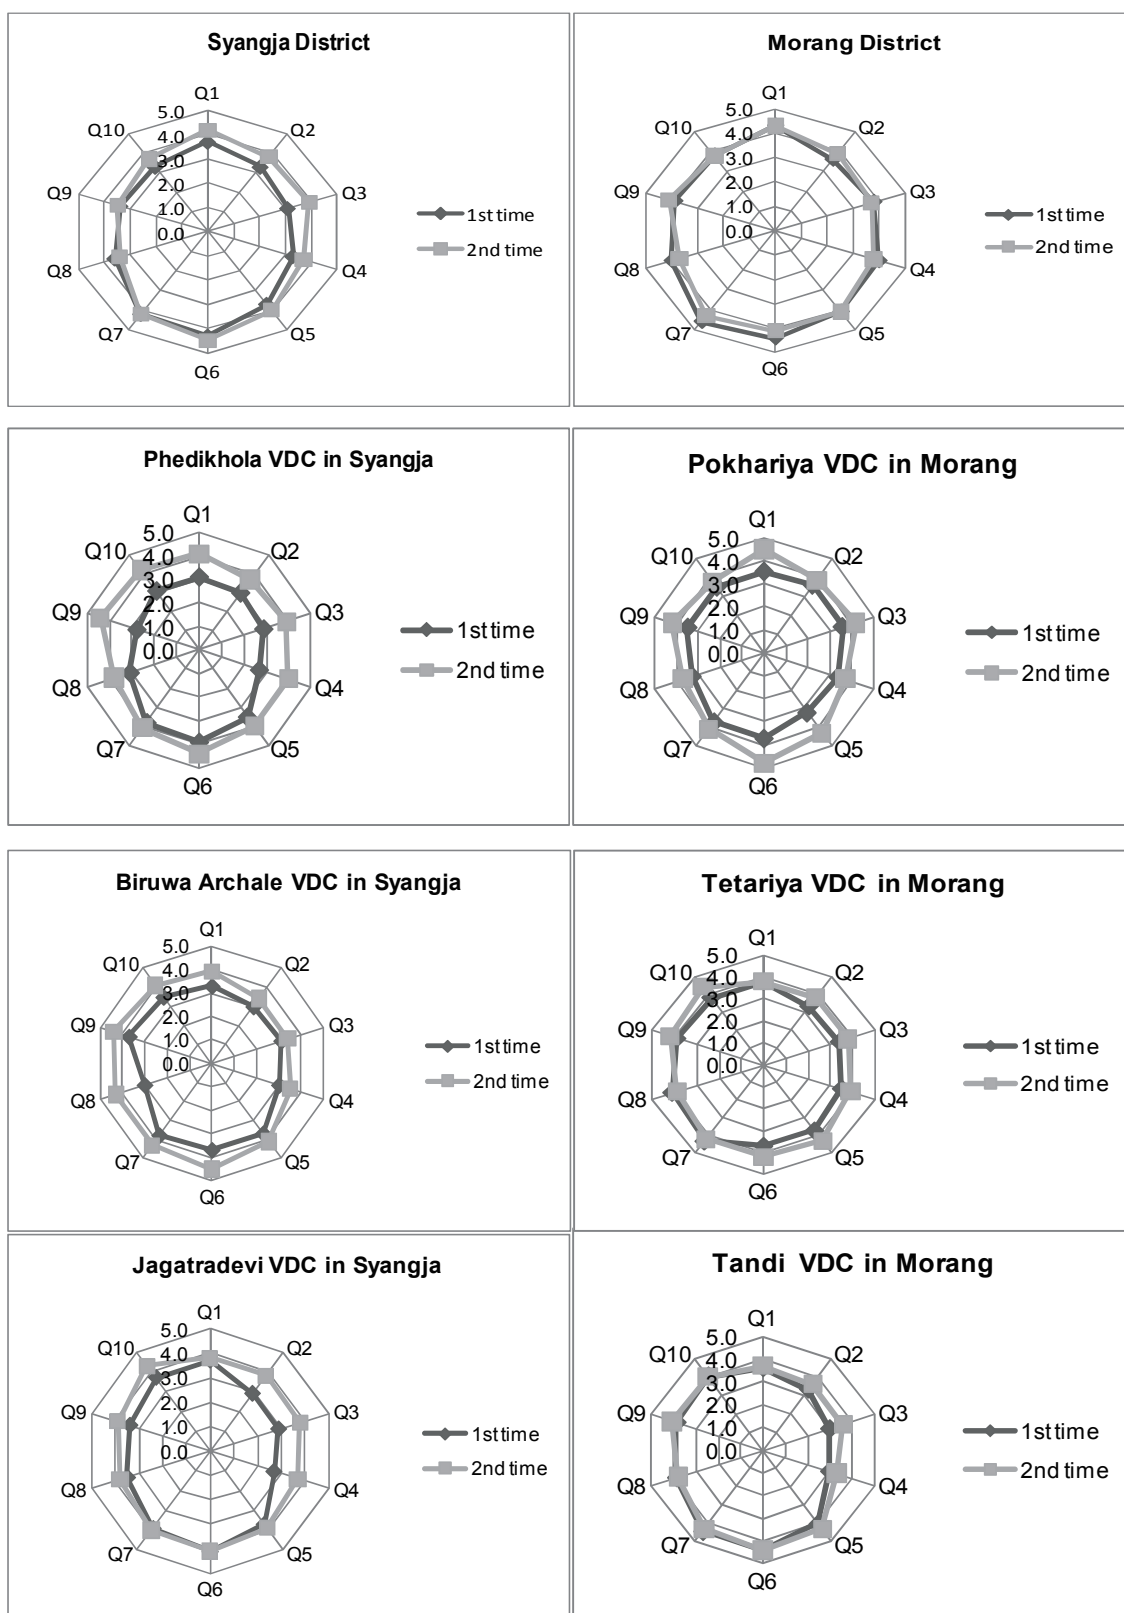 Syangja District
Q1
Q2
Q3
Q4
Q5
Q6
Q7
Q8
Q9
Q10
5.0
4.0
3.0
2.0
1.0
0.0
1st time
2nd time
Morang District
Q1
Q2
Q3
Q4
Q5
Q6
Q7
Q8
Q9
Q10
5.0
4.0
3.0
2.0
1.0
0.0
1st time
2nd time
Phedikhola VDC in Syangja
Q1
Q2
Q3
Q4
Q5
Q6
Q7
Q8
Q9
Q10
5.0
4.0
3.0
2.0
1.0
0.0
1st time
2nd time
Pokhariya VDC in Morang
Q1
Q2
Q3
Q4
Q5
Q6
Q7
Q8
Q9
Q10
5.0
4.0
3.0
2.0
1.0
0.0
1st time
2nd time
Biruwa Archale VDC in Syangja
Q1
Q2
Q3
Q4
Q5
Q6
Q7
Q8
Q9
Q10
5.0
4.0
3.0
2.0
1.0
0.0
1st time
2nd time
Tetariya VDC in Morang
Q1
Q2
Q3
Q4
Q5
Q6
Q7
Q8
Q9
Q10
5.0
4.0
3.0
2.0
1.0
0.0
1st time
2nd time
Jagatradevi VDC in Syangja
Q1
Q2
Q3
Q4
Q5
Q6
Q7
Q8
Q9
Q10
5.0
4.0
3.0
2.0
1.0
0.0
1st time
2nd time
Tandi VDC in Morang
Q1
Q2
Q3
Q4
Q5
Q6
Q7
Q8
Q9
Q10
5.0
4.0
3.0
2.0
1.0
0.0
1st time
2nd time